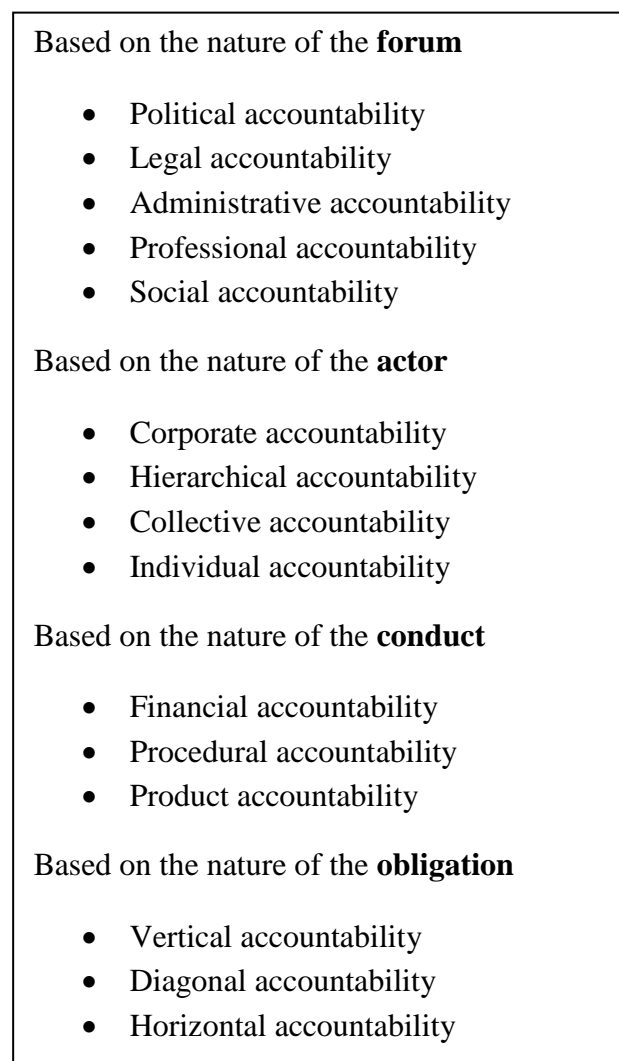 Based on the nature of the forum
• Political accountability
• Legal accountability
• Administrative accountability
• Professional accountability
• Social accountability
Based on the nature of the actor
• Corporate accountability
• Hierarchical accountability
• Collective accountability
• Individual accountability
Based on the nature of the conduct
• Financial accountability
• Procedural accountability
• Product accountability
Based on the nature of the obligation
• Vertical accountability
• Diagonal accountability
• Horizontal accountability